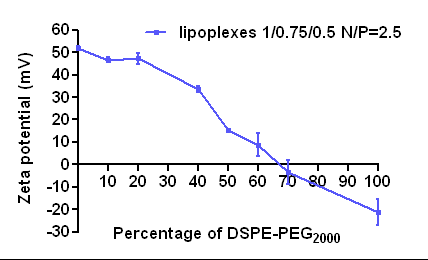 lipoplexes 1/0.75/0.5 N/P=2.5
Zeta potential (mV)
60
50
40
30
20
10
0
-10
-20
-30
10 20 30 40 50 60 70 80 90 100
Percentage of DSPE-PEG2000